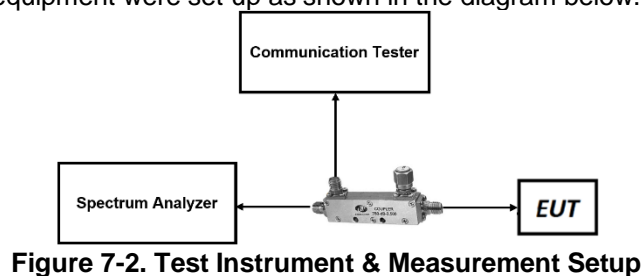 equipment were set up as shown in the diagram below.
Communication Tester
Spectrum Analyzer
COUPLER
EUT
Figure 7-2. Test Instrument & Measurement Setup